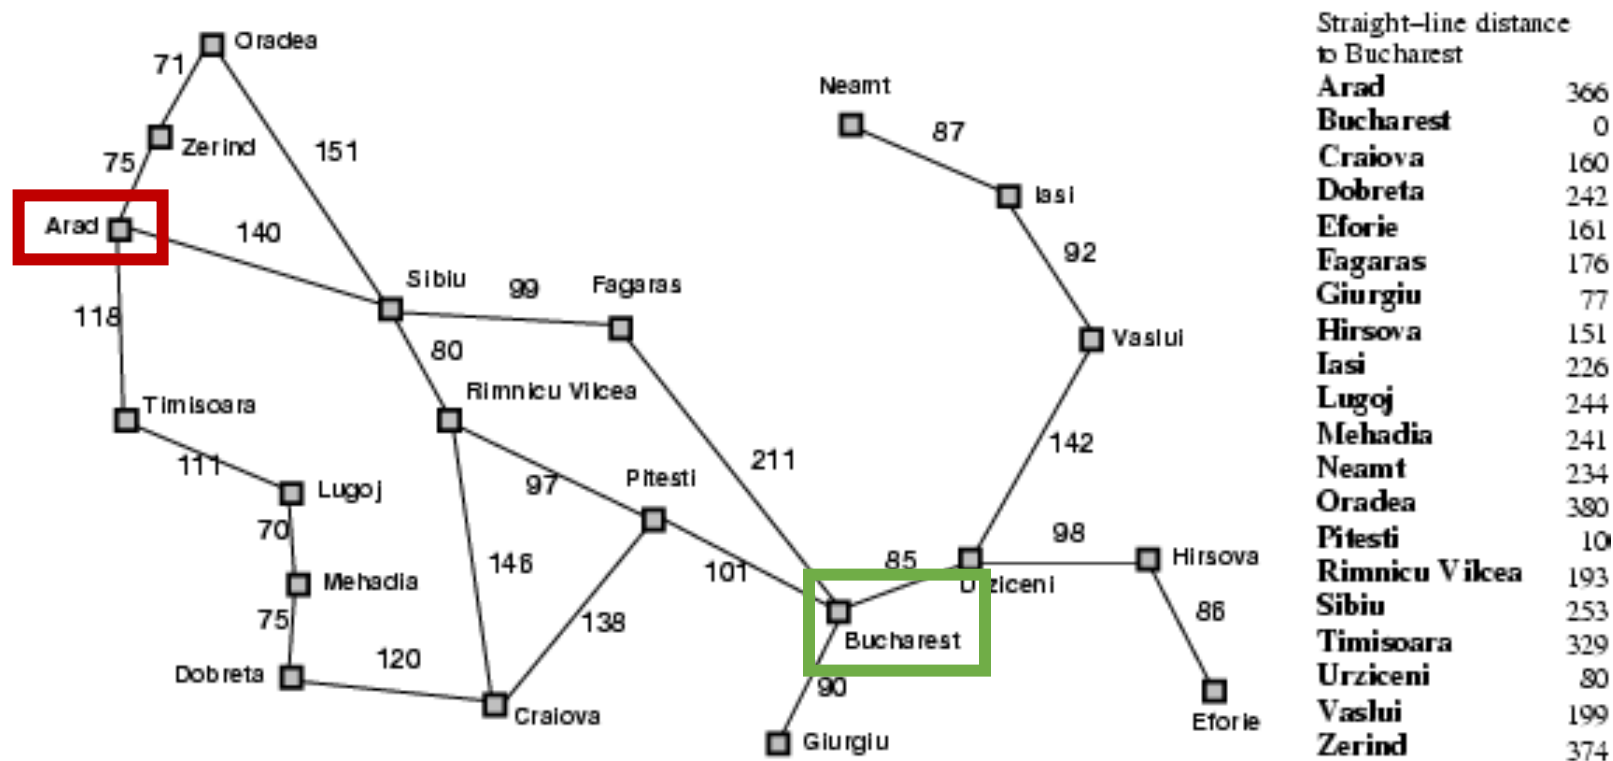 Oradea
71
Neamt
87
Zerind
151
75
Iasi
Arad
140
92
Sibiu
99
Fagaras
118
80
Vaslui
Rimnicu Vilcea
Timisoara
142
111
211
Lugoj
97
Pitesti
70
98
Hirsova
146
101
85
Urziceni
Mehadia
86
75
138
Bucharest
120
Dobreta
90
Craiova
Eforie
Giurgiu
Straight-line distance
to Bucharest
Arad 366
Bucharest 0
Craiova 160
Dobreta 242
Eforie 161
Fagaras 176
Giurgiu 77
Hirsova 151
Iasi 226
Lugoj 244
Mehadia 241
Neamt 234
Oradea 380
Pitesti 10
Rimnicu Vilcea 193
Sibiu 253
Timisoara 329
Urziceni 80
Vaslui 199
Zerind 374